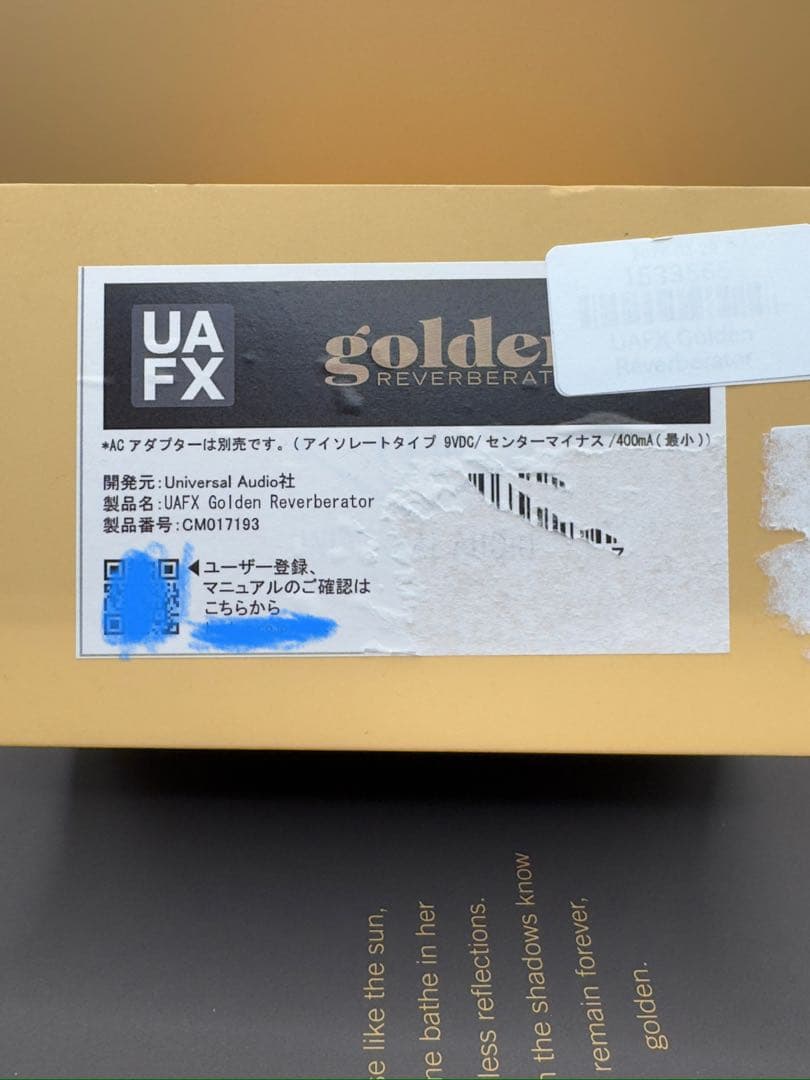 UA
FX
golde
REVERBERAT
1533565
UAFX Golden
Reverberator
*ACアダプターは別売です。(アイソレートタイプ 9VDC/センターマイナス/400mA(最小))
開発元:Universal Audio社
製品名:UAFX Golden Reverberator
製品番号:CM017193
◀ユーザー登録、
マニュアルのご確認は
こちらから
e like the sun,
ne bathe in her
less reflections.
the shadows know
remain forever,
golden.